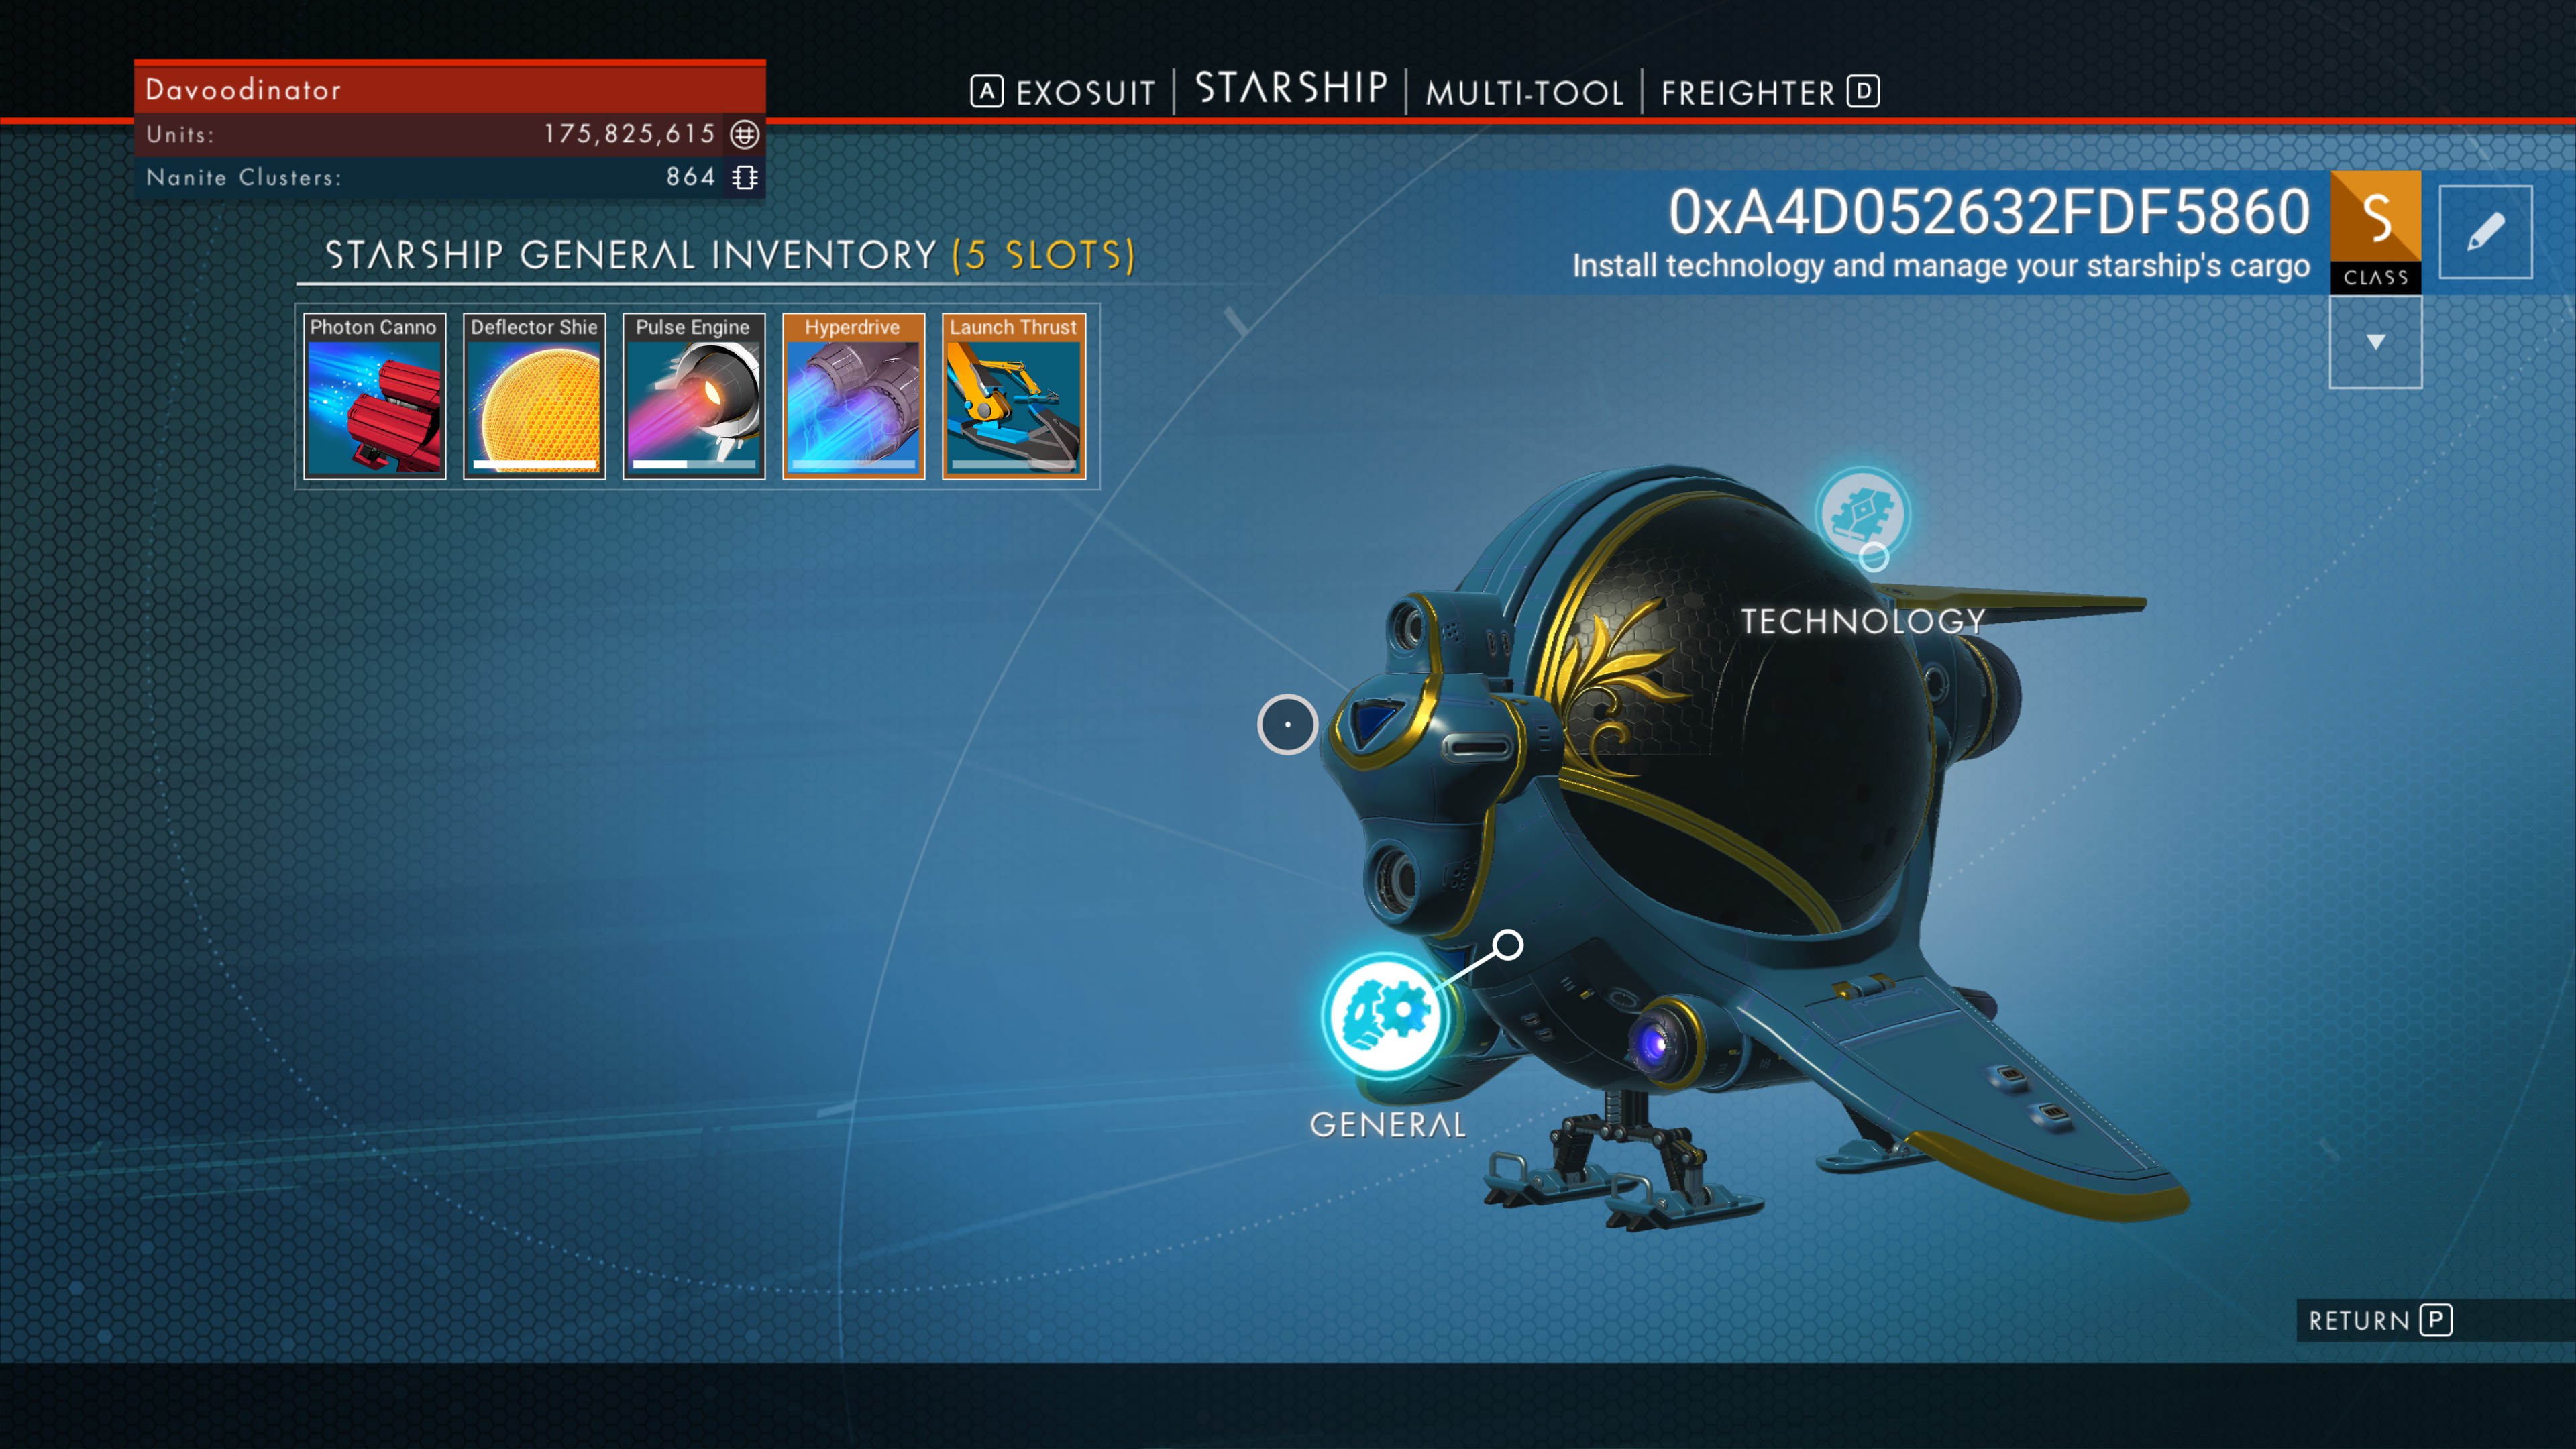 Davoodinator
Units: 175,825,615
Nanite Clusters: 864
A EXOSUIT STARSHIP MULTI-TOOL FREIGHTER D
0xA4D052632FDF5860
Install technology and manage your starship's cargo
S
CLASS
STARSHIP GENERAL INVENTORY (5 SLOTS)
Photon Canno Deflector Shie Pulse Engine Hyperdrive Launch Thrust
TECHNOLOGY
GENERAL
RETURN P